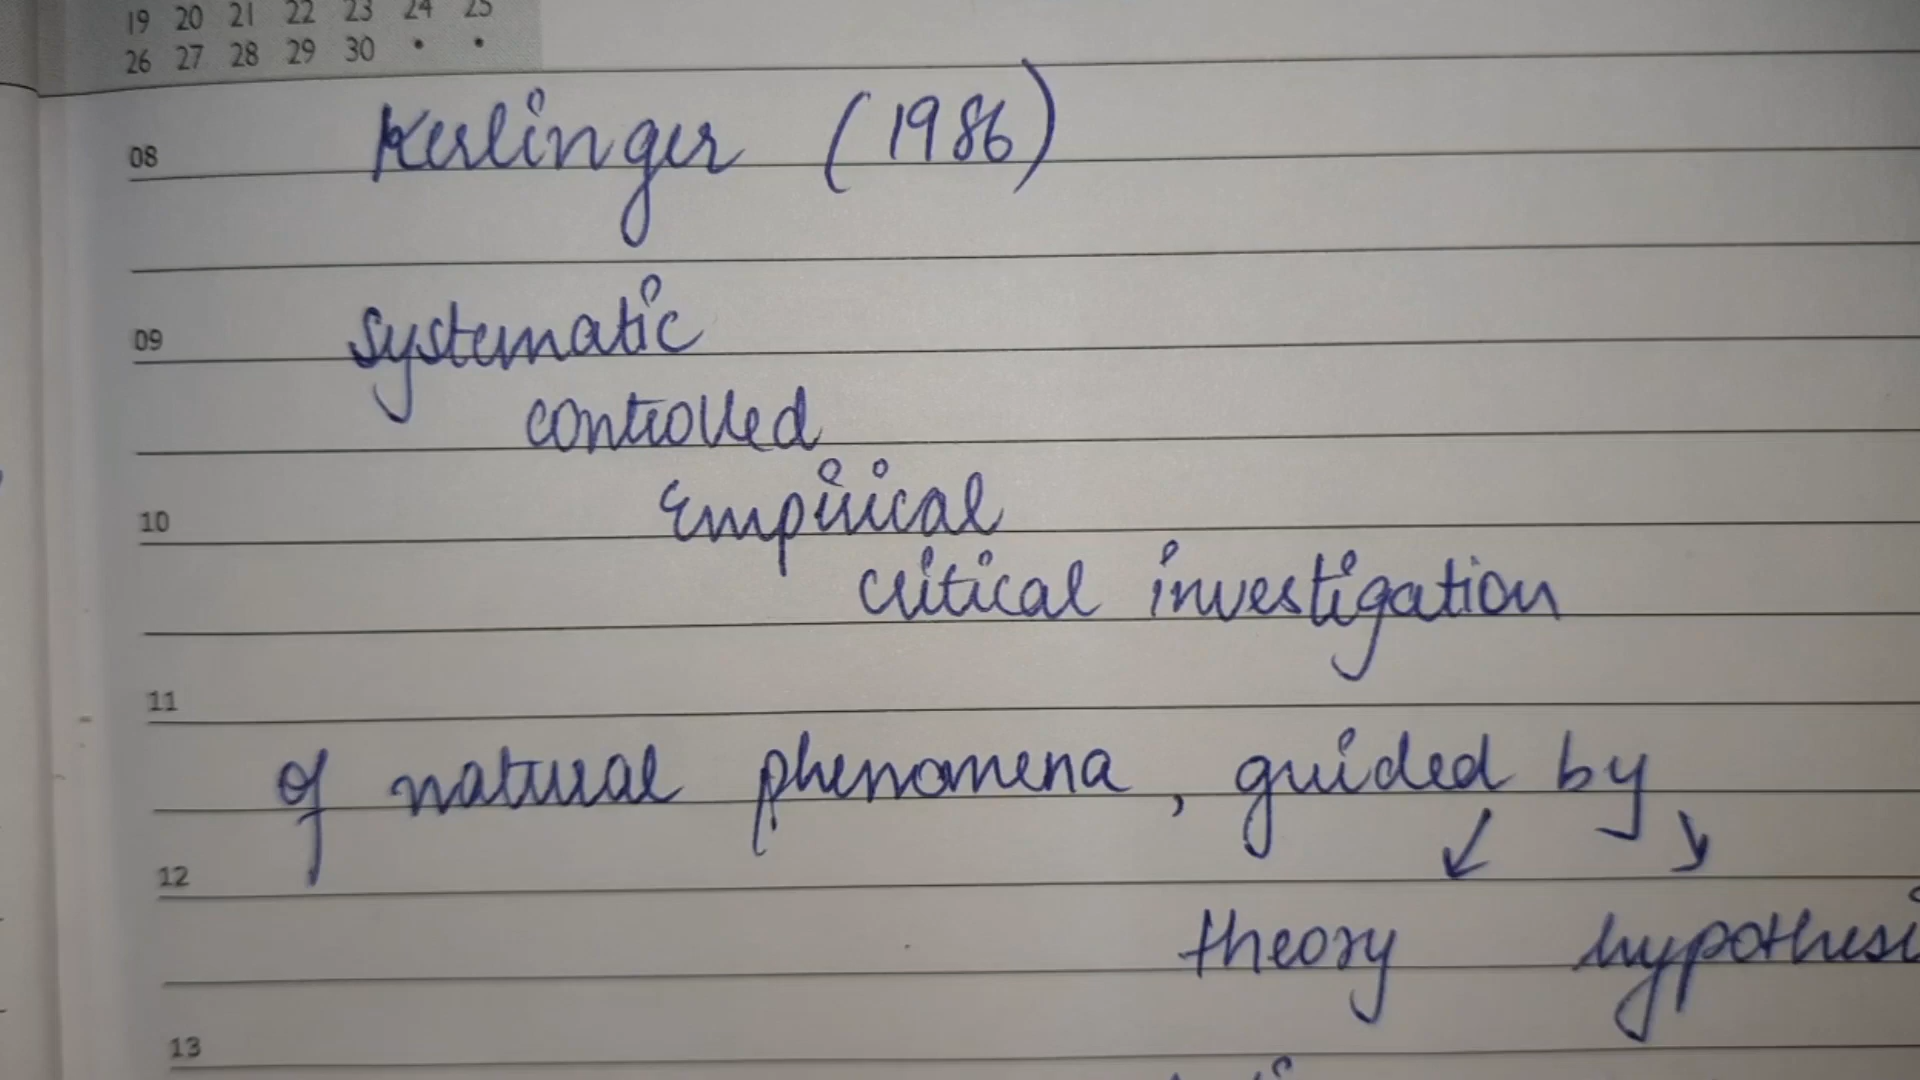 19 20 21 22 23 24 25
26 27 28 29 30 • •
08 Kerlinger (1986)
09 systematic
controlled
10 Empirical
critical investigation
11
of natural phenomena, guided by
12 ↙ ↘
theory hypothesi
13